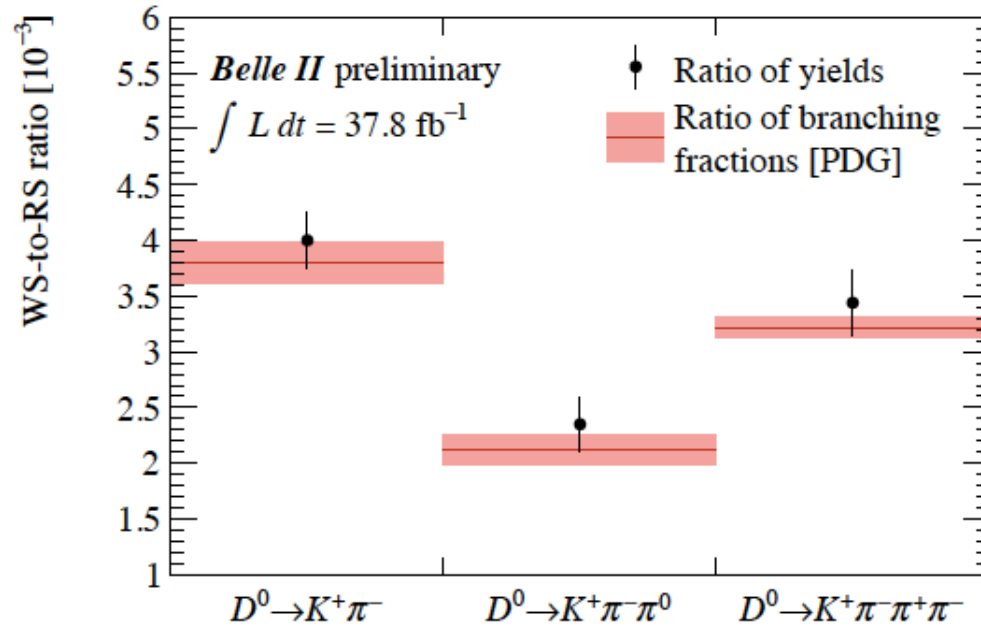 WS-to-RS ratio [10⁻³]
6
5.5
5
4.5
4
3.5
3
2.5
2
1.5
1
Belle II preliminary
∫ L dt = 37.8 fb⁻¹
Ratio of yields
Ratio of branching
fractions [PDG]
D⁰→K⁺π⁻
D⁰→K⁺π⁻π⁰
D⁰→K⁺π⁻π⁺π⁻